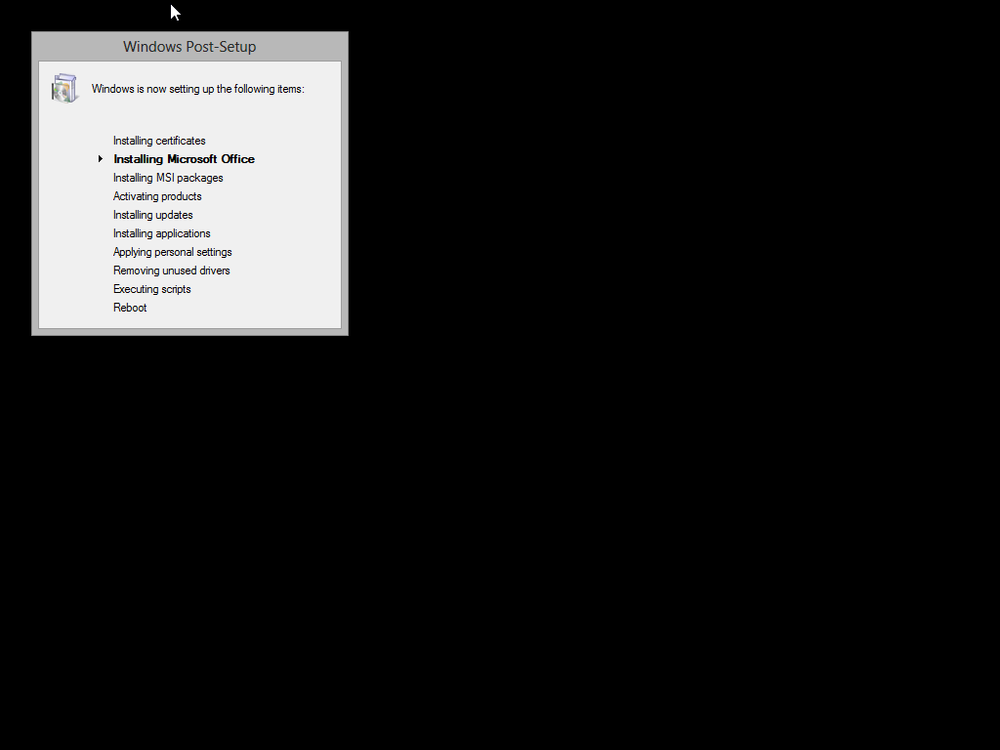 Windows Post-Setup
Windows is now setting up the following items:
Installing certificates
Installing Microsoft Office
Installing MSI packages
Activating products
Installing updates
Installing applications
Applying personal settings
Removing unused drivers
Executing scripts
Reboot